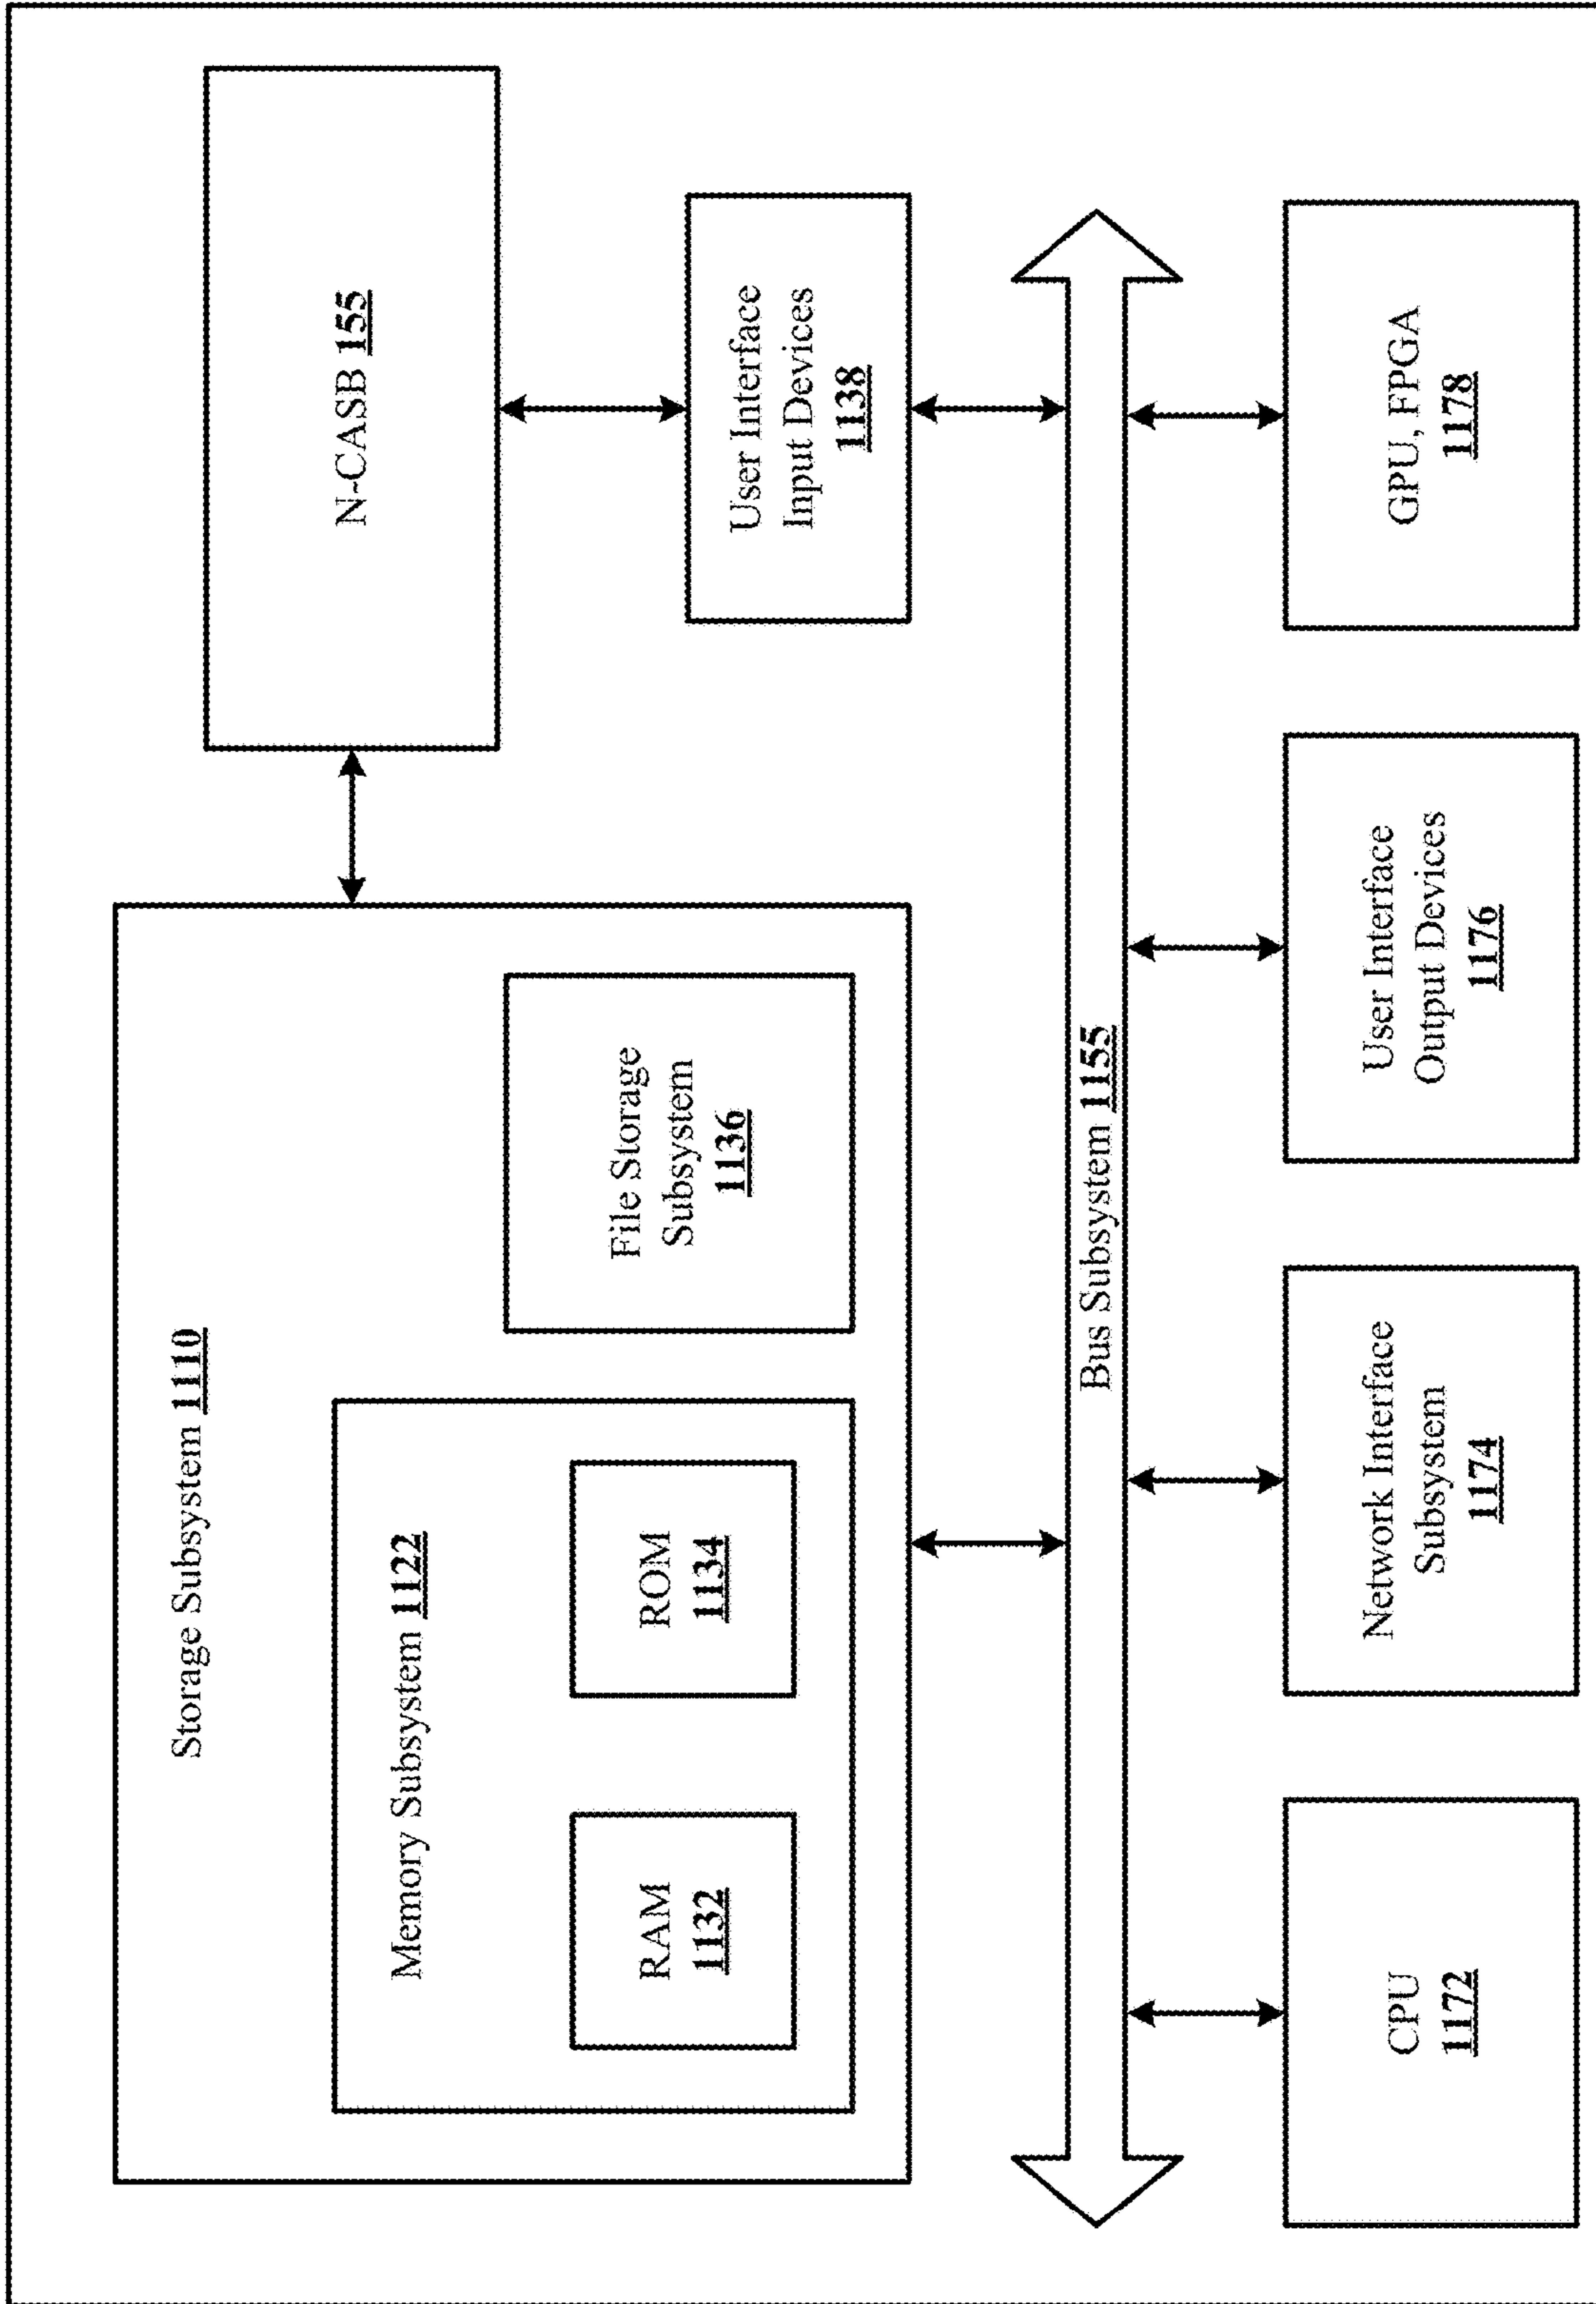 Storage Subsystem 1110
Memory Subsystem 1122
RAM
1132
ROM
1134
File Storage
Subsystem
1136
N-CASB 155
User Interface
Input Devices
1138
Bus Subsystem 1155
CPU
1172
Network Interface
Subsystem
1174
User Interface
Output Devices
1176
GPU, FPGA
1178